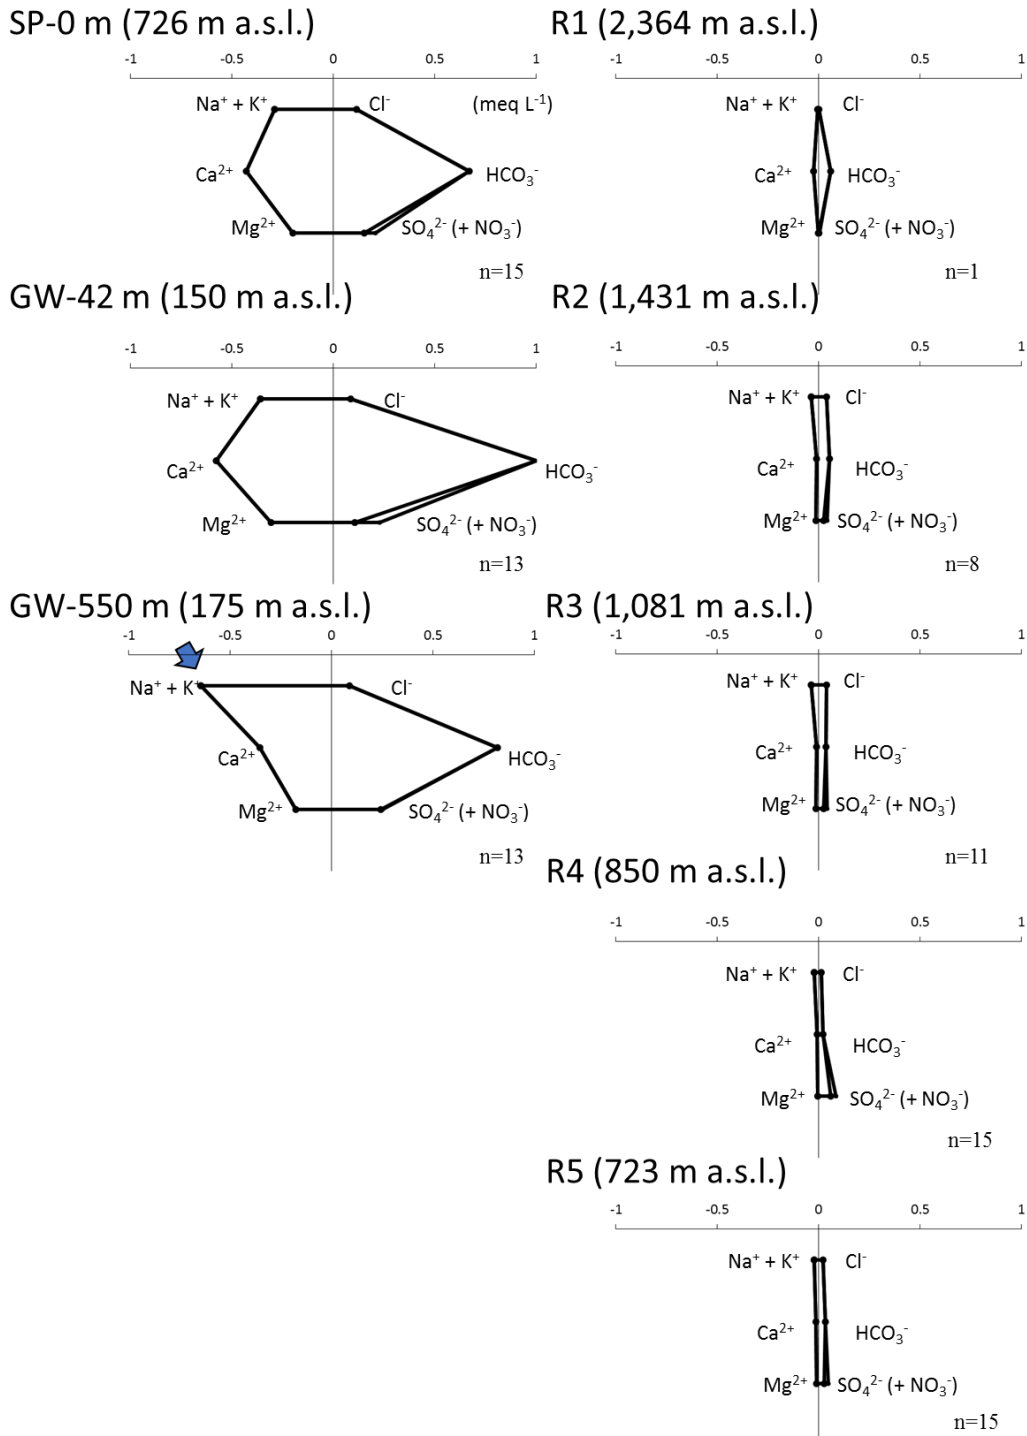 SP-0 m (726 m a.s.l.)
-1 -0.5 0 0.5 1
Na⁺ + K⁺ Cl⁻ (meq L⁻¹)
Ca²⁺ HCO₃⁻
Mg²⁺ SO₄²⁻ (+ NO₃⁻)
n=15
GW-42 m (150 m a.s.l.)
-1 -0.5 0 0.5 1
Na⁺ + K⁺ Cl⁻
Ca²⁺ HCO₃⁻
Mg²⁺ SO₄²⁻ (+ NO₃⁻)
n=13
GW-550 m (175 m a.s.l.)
-1 -0.5 0 0.5 1
Na⁺ + K⁺ Cl⁻
Ca²⁺ HCO₃⁻
Mg²⁺ SO₄²⁻ (+ NO₃⁻)
n=13
R1 (2,364 m a.s.l.)
-1 -0.5 0 0.5 1
Na⁺ + K⁺ Cl⁻
Ca²⁺ HCO₃⁻
Mg²⁺ SO₄²⁻ (+ NO₃⁻)
n=1
R2 (1,431 m a.s.l.)
-1 -0.5 0 0.5 1
Na⁺ + K⁺ Cl⁻
Ca²⁺ HCO₃⁻
Mg²⁺ SO₄²⁻ (+ NO₃⁻)
n=8
R3 (1,081 m a.s.l.)
-1 -0.5 0 0.5 1
Na⁺ + K⁺ Cl⁻
Ca²⁺ HCO₃⁻
Mg²⁺ SO₄²⁻ (+ NO₃⁻)
n=11
R4 (850 m a.s.l.)
-1 -0.5 0 0.5 1
Na⁺ + K⁺ Cl⁻
Ca²⁺ HCO₃⁻
Mg²⁺ SO₄²⁻ (+ NO₃⁻)
n=15
R5 (723 m a.s.l.)
-1 -0.5 0 0.5 1
Na⁺ + K⁺ Cl⁻
Ca²⁺ HCO₃⁻
Mg²⁺ SO₄²⁻ (+ NO₃⁻)
n=15